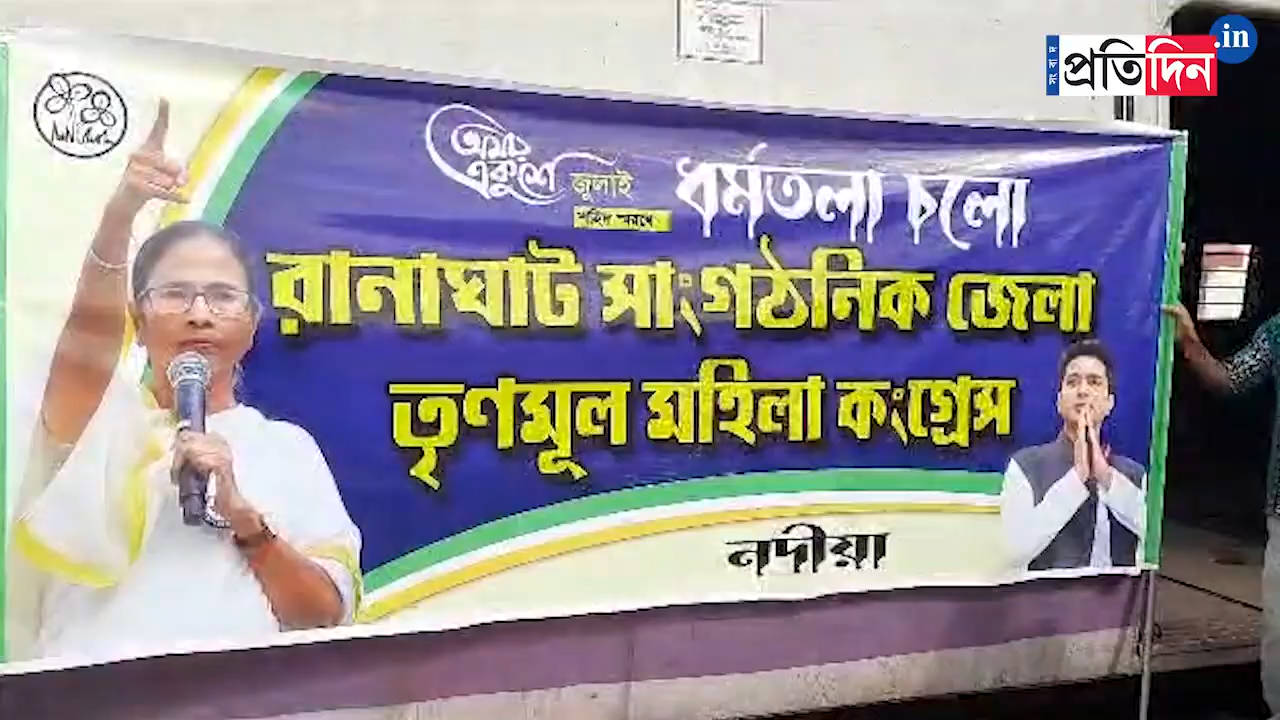 সংবাদ প্রতিদিন.in
অমর একুশে জুলাই
শহিদ স্মরণে
ধর্মতলা চলো
রানাঘাট সাংগঠনিক জেলা
তৃণমূল মহিলা কংগ্রেস
নদীয়া